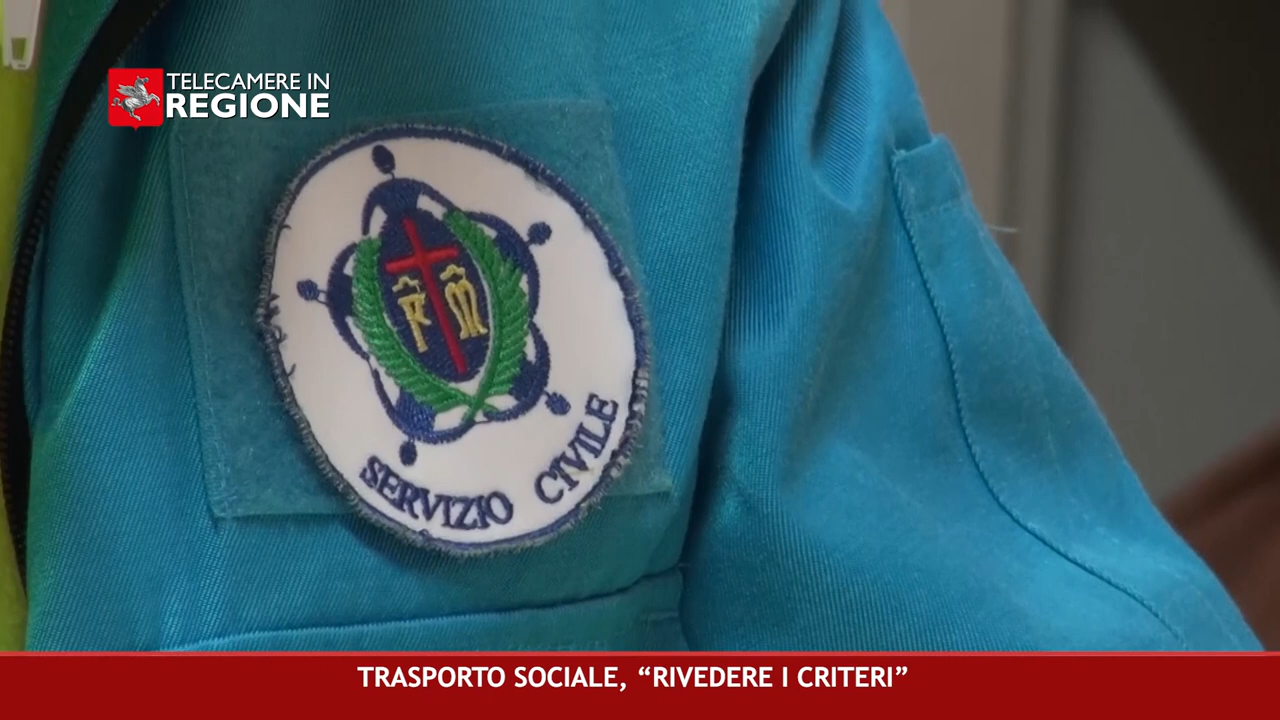 TELECAMERE IN
REGIONE
F M
SERVIZIO CIVILE
TRASPORTO SOCIALE, “RIVEDERE I CRITERI”